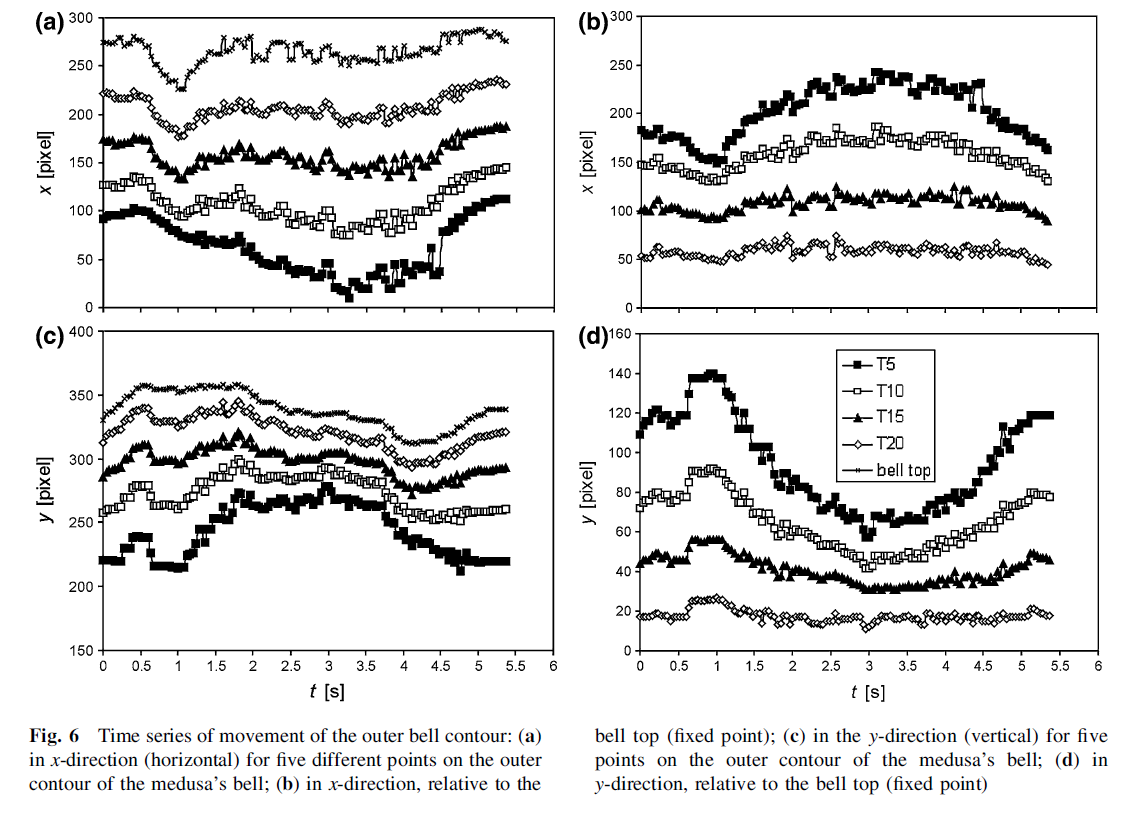 (a)
300
250
200
150
100
50
0
x [pixel]
(b)
300
250
200
150
100
50
0
x [pixel]
(c)
400
350
300
250
200
150
y [pixel]
0 0.5 1 1.5 2 2.5 3 3.5 4 4.5 5 5.5 6
t [s]
(d)
160
140
120
100
80
60
40
20
0
y [pixel]
T5
T10
T15
T20
bell top
0 0.5 1 1.5 2 2.5 3 3.5 4 4.5 5 5.5 6
t [s]
Fig. 6 Time series of movement of the outer bell contour: (a)
in x-direction (horizontal) for five different points on the outer
contour of the medusa's bell; (b) in x-direction, relative to the
bell top (fixed point); (c) in the y-direction (vertical) for five
points on the outer contour of the medusa's bell; (d) in
y-direction, relative to the bell top (fixed point)